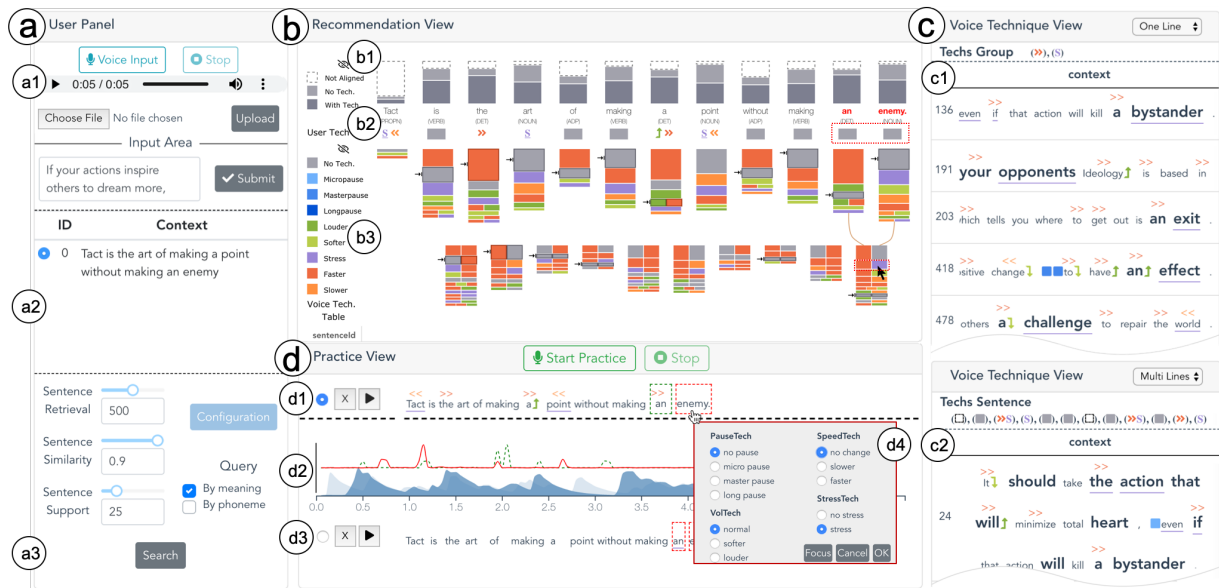 a
User Panel
Voice Input
Stop
a1
0:05 / 0:05
Choose File
No file chosen
Upload
Input Area
If your actions inspire
others to dream more,
Submit
ID
Context
0
Tact is the art of making a point
without making an enemy
a2
Sentence
Retrieval
500
Configuration
Sentence
Similarity
0.9
Query
By meaning
By phoneme
Sentence
Support
25
a3
Search
b
Recommendation View
b1
Not Aligned
No Tech.
With Tech.
Tact is the art of making a point without making an enemy.
(PROPN) (VERB) (DET) (NOUN) (ADP) (VERB) (DET) (NOUN) (ADP) (VERB) (DET) (NOUN)
b2
User Tech.
S << >> S >> S <<
No Tech.
Micropause
Masterpause
Longpause
Louder
Softer
Stress
Faster
Slower
b3
Voice Tech.
Table
sentenceId
d
Practice View
Start Practice
Stop
d1
X
<< >> >> << >>
Tact is the art of making a point without making an enemy.
d2
0.0 0.5 1.0 1.5 2.0 2.5 3.0 3.5 4.0
d3
X
Tact is the art of making a point without making an
d4
PauseTech
no pause
micro pause
master pause
long pause
VolTech
normal
softer
louder
SpeedTech
no change
slower
faster
StressTech
no stress
stress
Focus
Cancel
OK
c
Voice Technique View
One Line
Techs Group (>>), (S)
c1
context
>> >>
136 even if that action will kill a bystander .
>> >> >> >>
191 your opponents Ideology is based in
>> >> >>
203 which tells you where to get out is an exit .
<< >> >> >>
418 sitive change to have an effect .
>> >> <<
478 others a challenge to repair the world .
Voice Technique View
Multi Lines
Techs Sentence
c2
context
>> >> >>
It should take the action that
24
>> >> >>
will minimize total heart , even if
>>
that action will kill a bystander